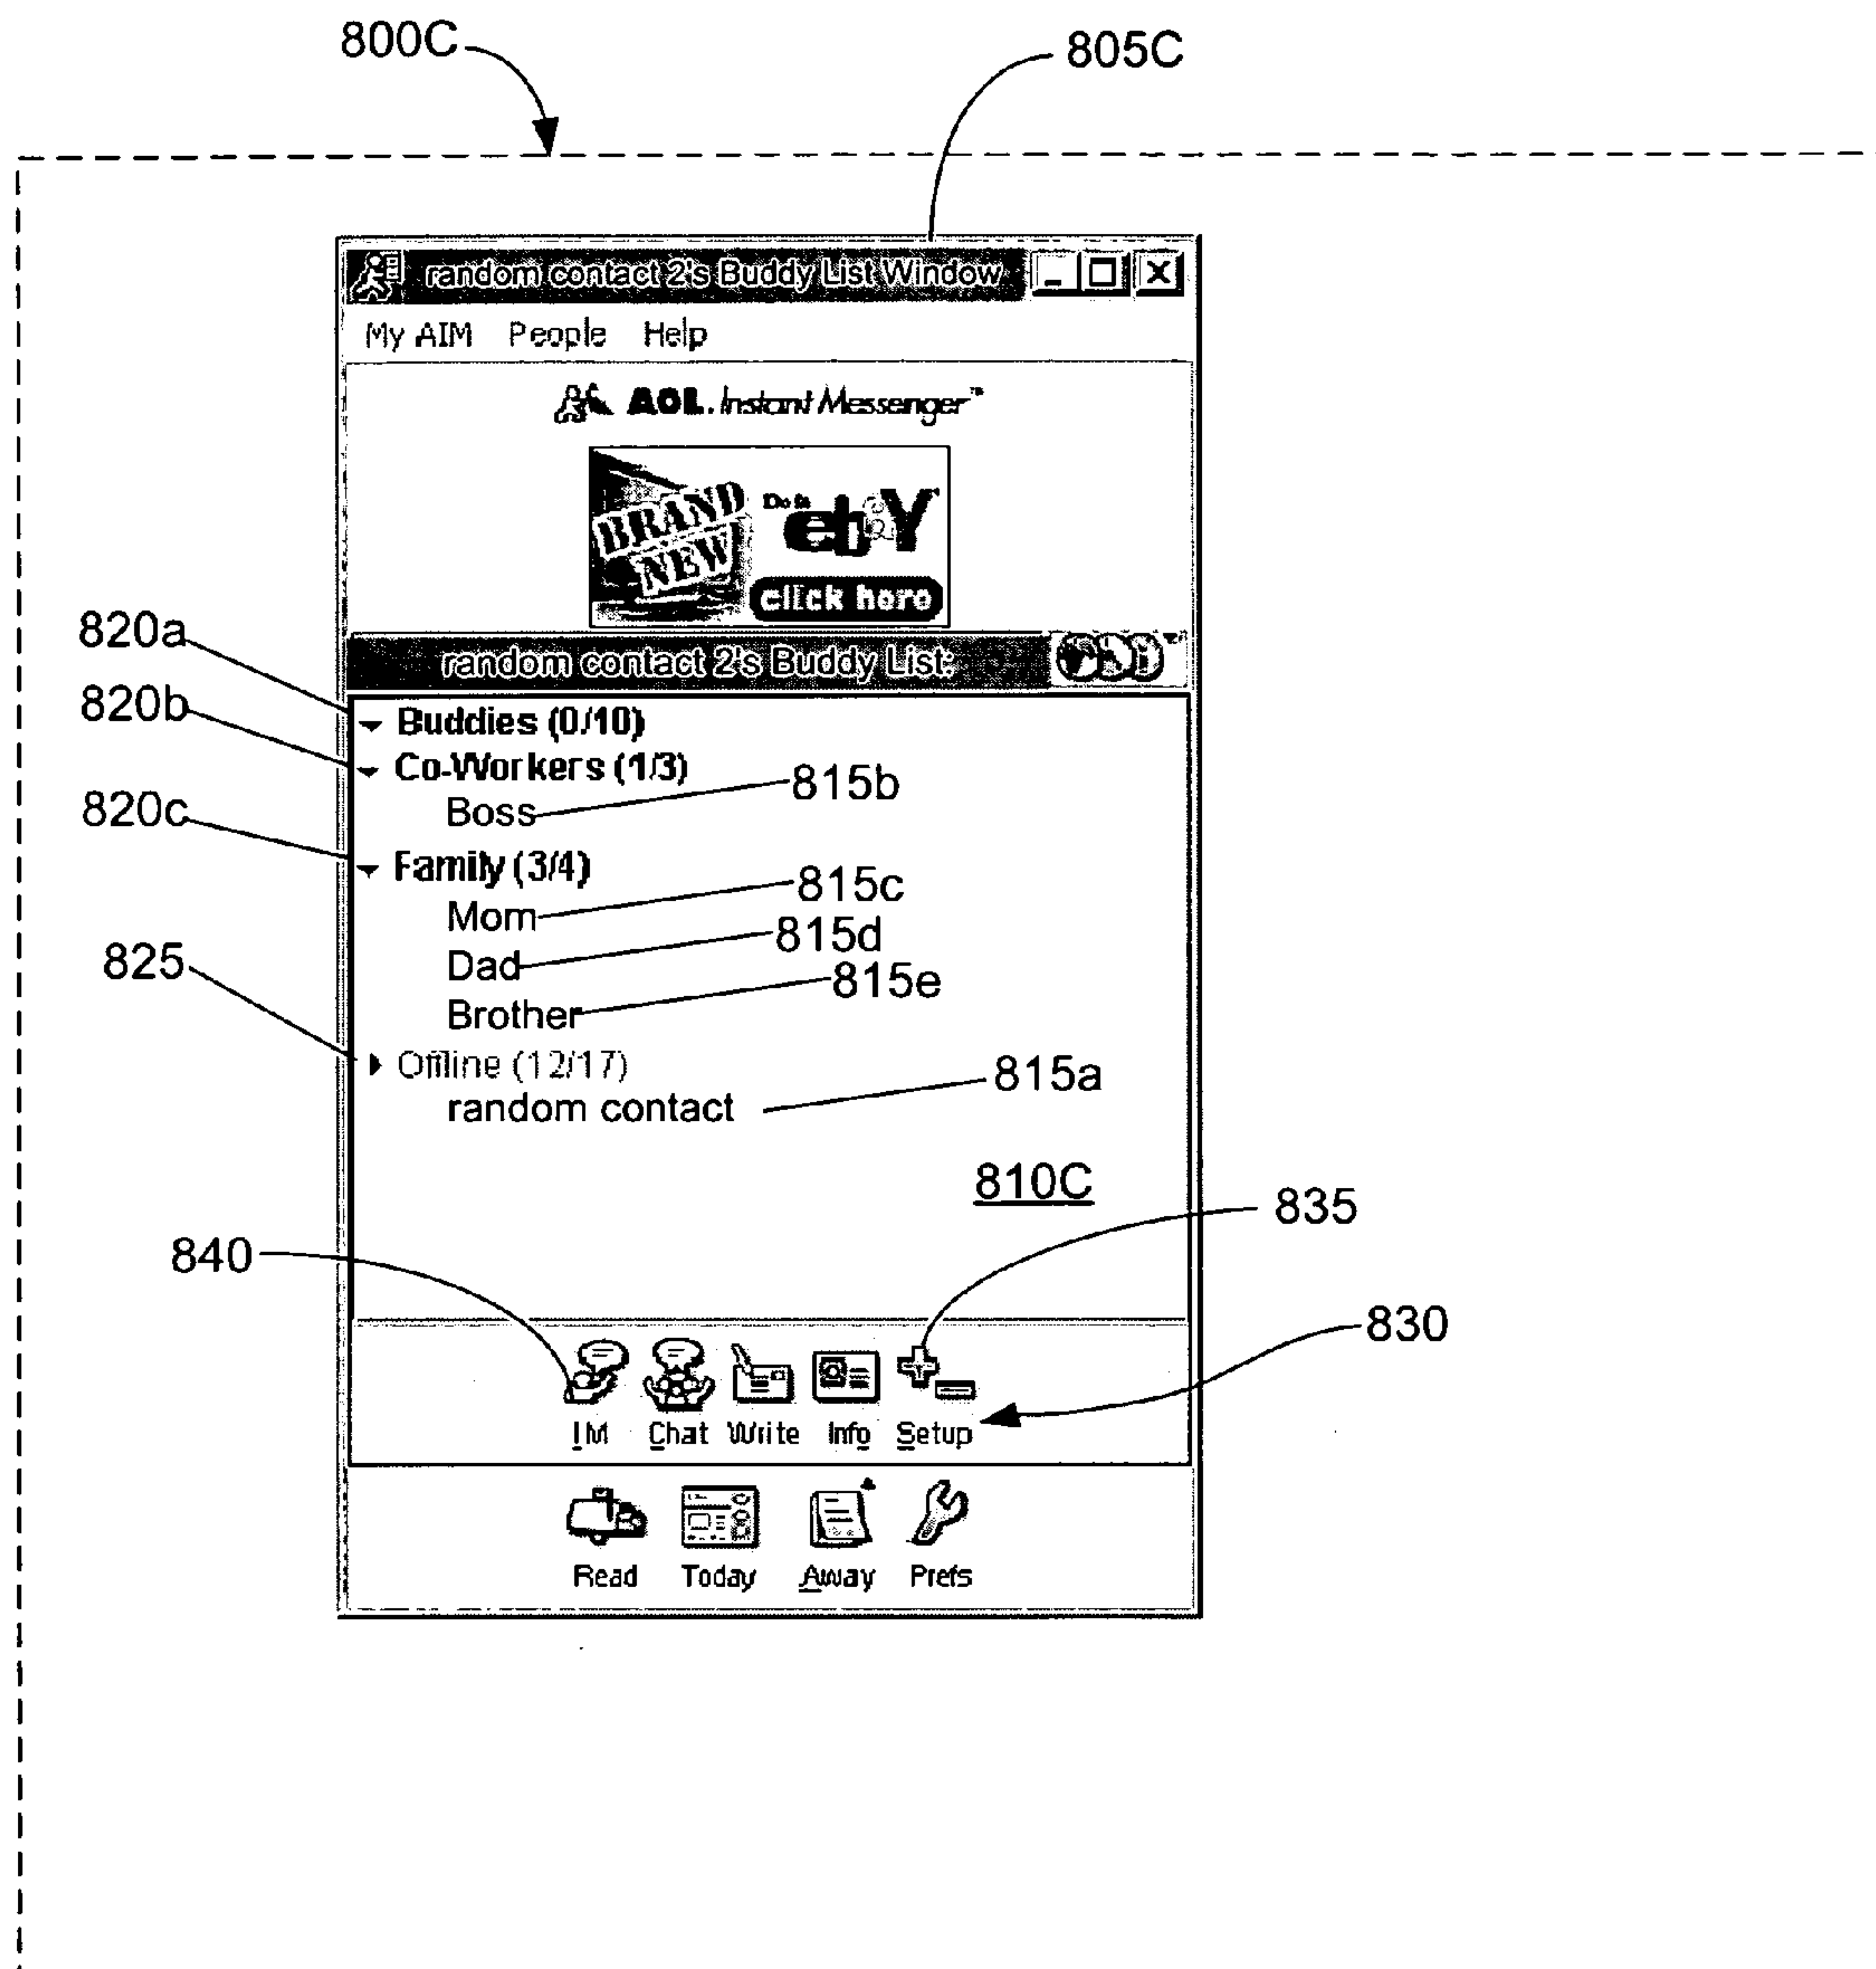 800C
805C
random contact 2's Buddy List Window
My AIM People Help
AOL. Instant Messenger™
BRAND NEW
Do it
ebY
click here
820a
random contact 2's Buddy List:
820b
Buddies (0/10)
Co-Workers (1/3)
815b
820c
Boss
Family (3/4)
815c
Mom
815d
825
Dad
815e
Brother
Offline (12/17)
815a
random contact
810C
835
840
830
IM Chat Write Info Setup
Read Today Away Prefs